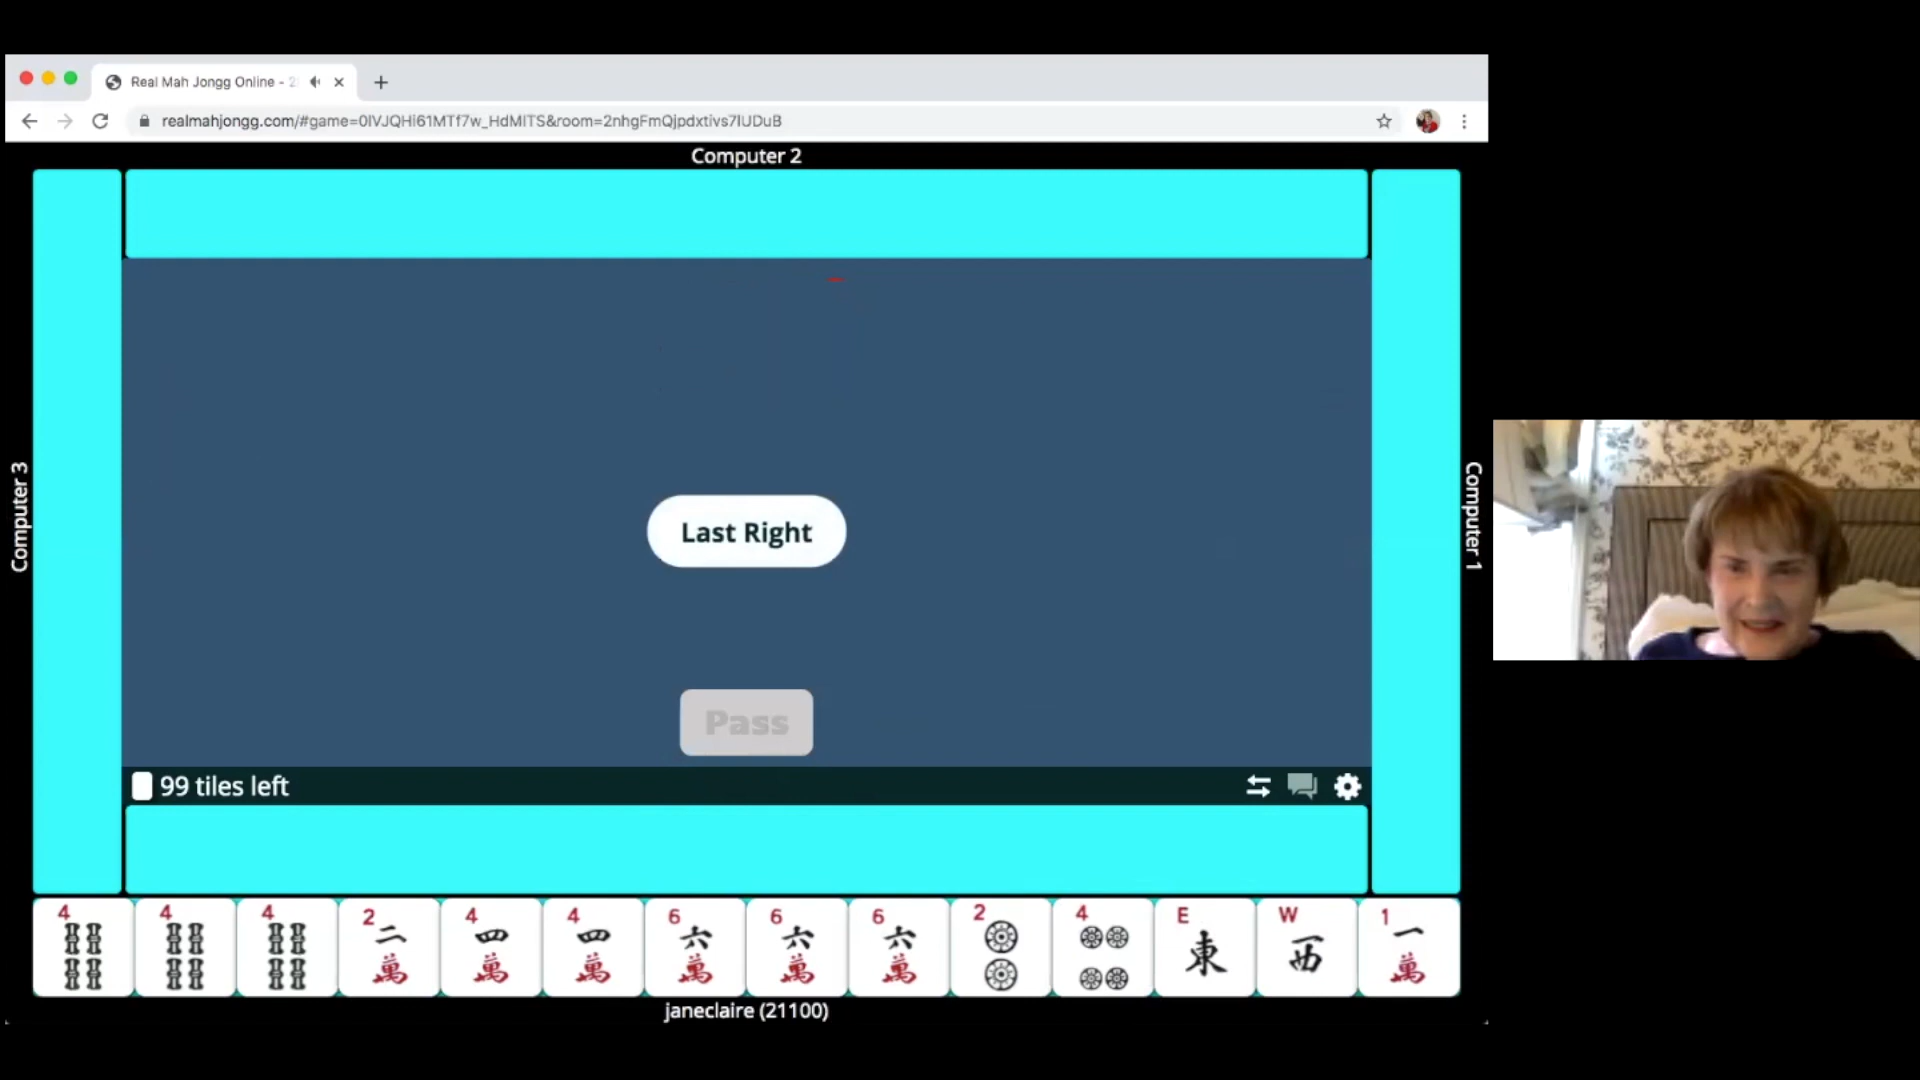 Real Mah Jongg Online - 2
realmahjongg.com/#game=0IVJQHi61MTf7w_HdMITS&room=2nhgFmQjpdxtivs7IUDuB
Computer 2
Computer 3
Computer 1
Last Right
Pass
99 tiles left
4 4 4 2 4 4 6 6 6 2 4 E W 1
二 四 四 六 六 六 東 西 一
萬 萬 萬 萬 萬 萬 萬
janeclaire (21100)